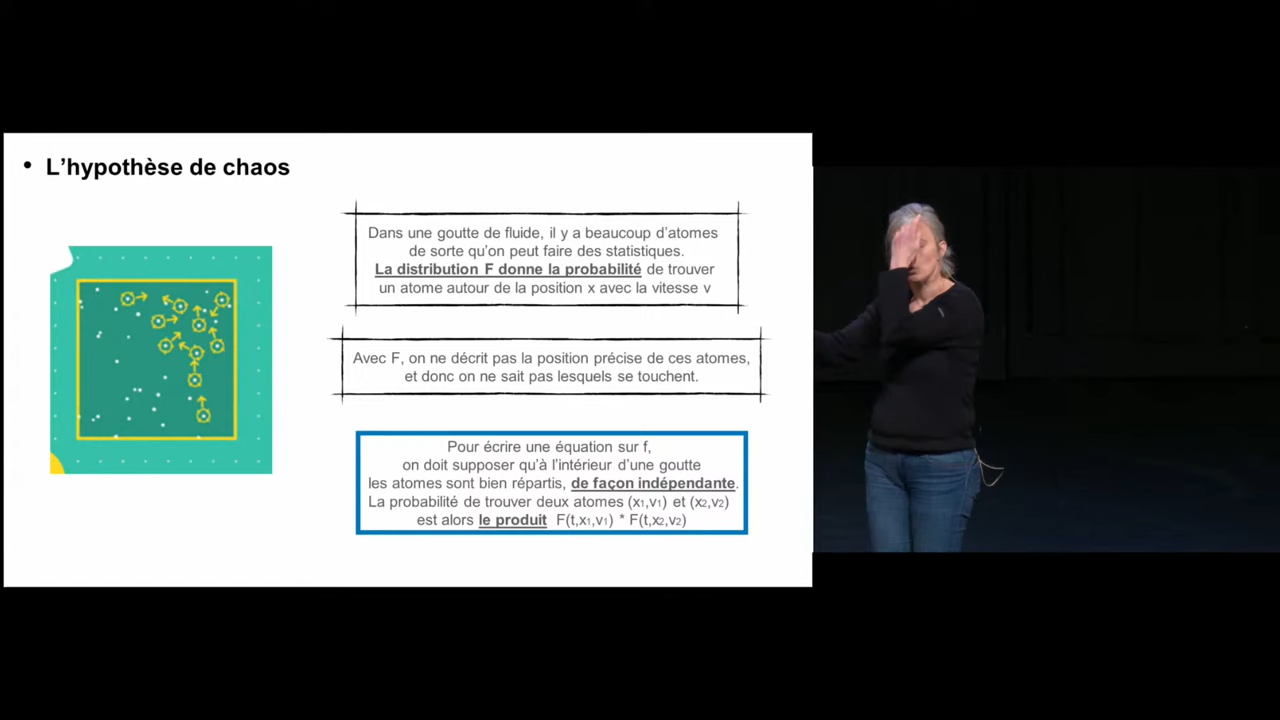 • L'hypothèse de chaos
Dans une goutte de fluide, il y a beaucoup d'atomes
de sorte qu'on peut faire des statistiques.
La distribution F donne la probabilité de trouver
un atome autour de la position x avec la vitesse v
Avec F, on ne décrit pas la position précise de ces atomes,
et donc on ne sait pas lesquels se touchent.
Pour écrire une équation sur f,
on doit supposer qu'à l'intérieur d'une goutte
les atomes sont bien répartis, de façon indépendante.
La probabilité de trouver deux atomes (x1,v1) et (x2,v2)
est alors le produit F(t,x1,v1) * F(t,x2,v2)